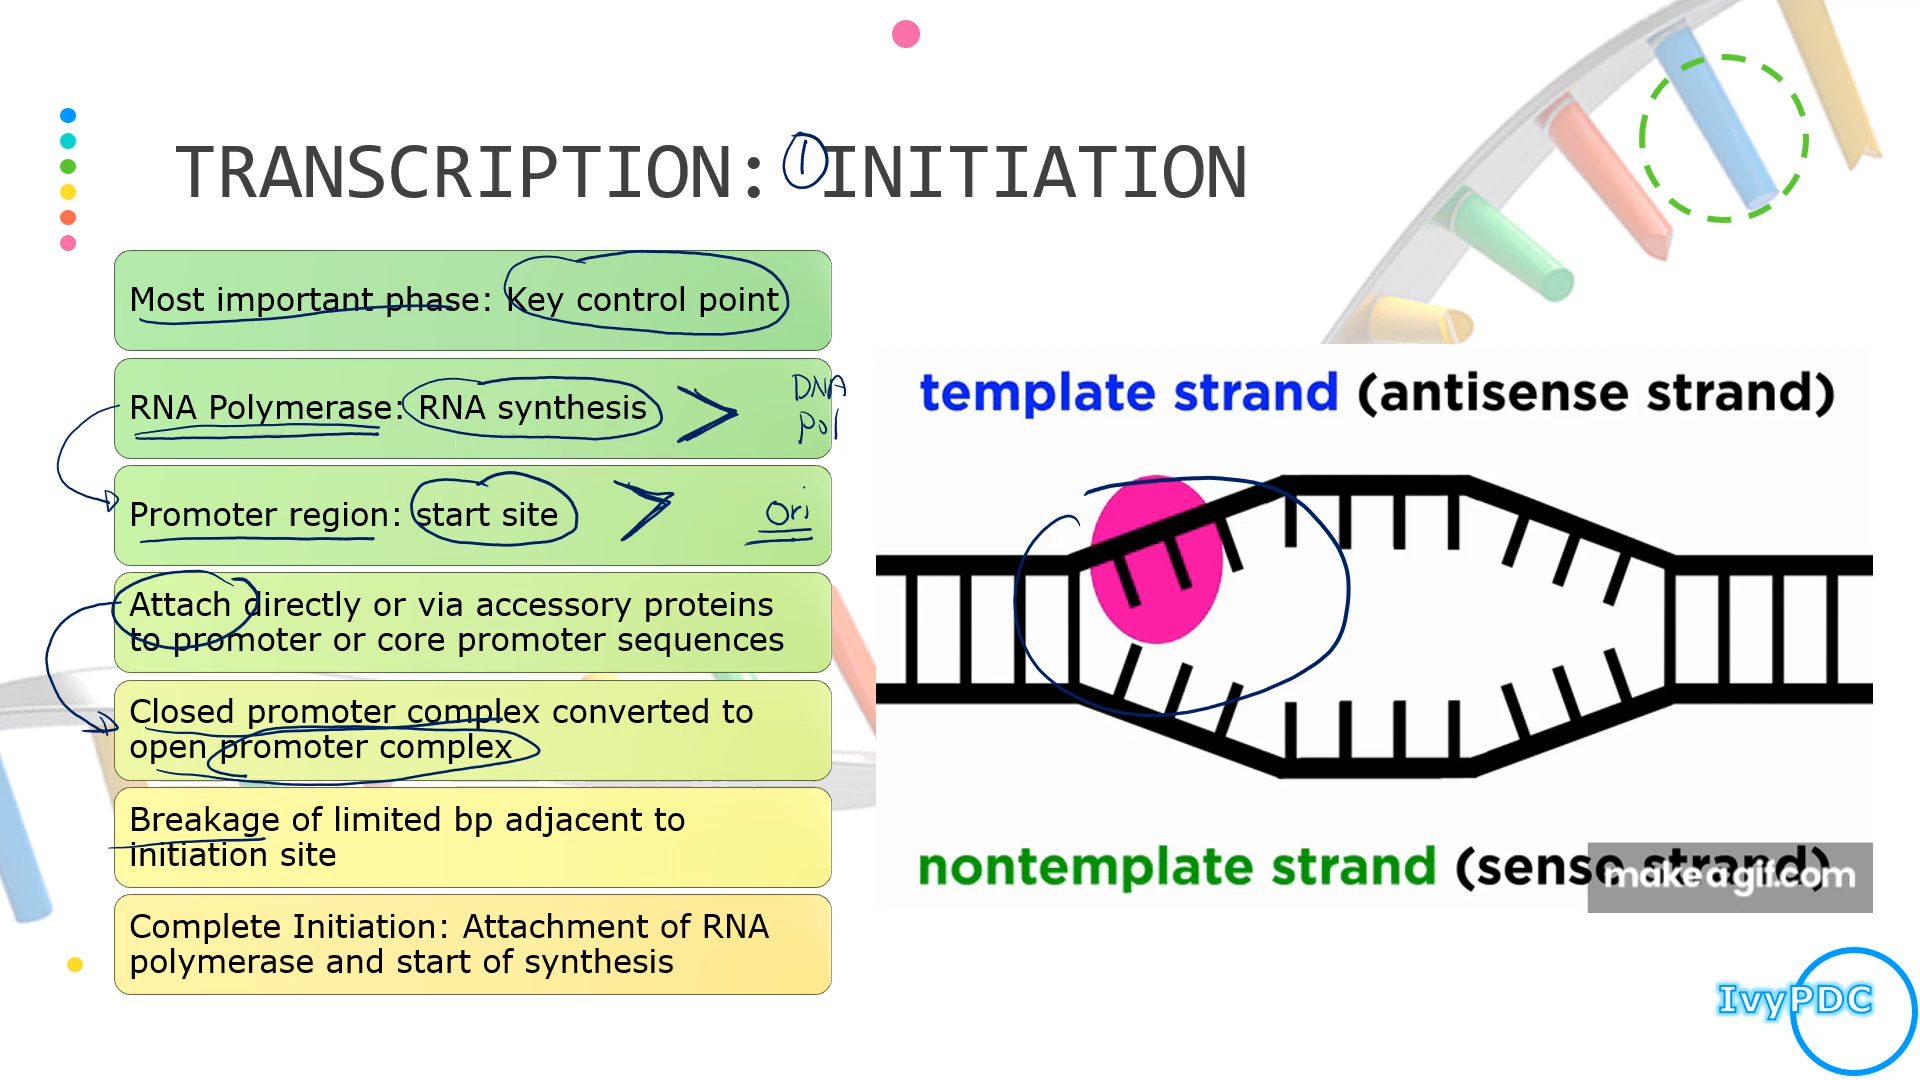 TRANSCRIPTION: ① INITIATION
Most important phase: Key control point
RNA Polymerase: RNA synthesis > DNA
pol
Promoter region: start site > Ori
Attach directly or via accessory proteins
to promoter or core promoter sequences
Closed promoter complex converted to
open promoter complex
Breakage of limited bp adjacent to
initiation site
Complete Initiation: Attachment of RNA
polymerase and start of synthesis
template strand (antisense strand)
nontemplate strand (sense strand)
makeagif.com
IvyPDC